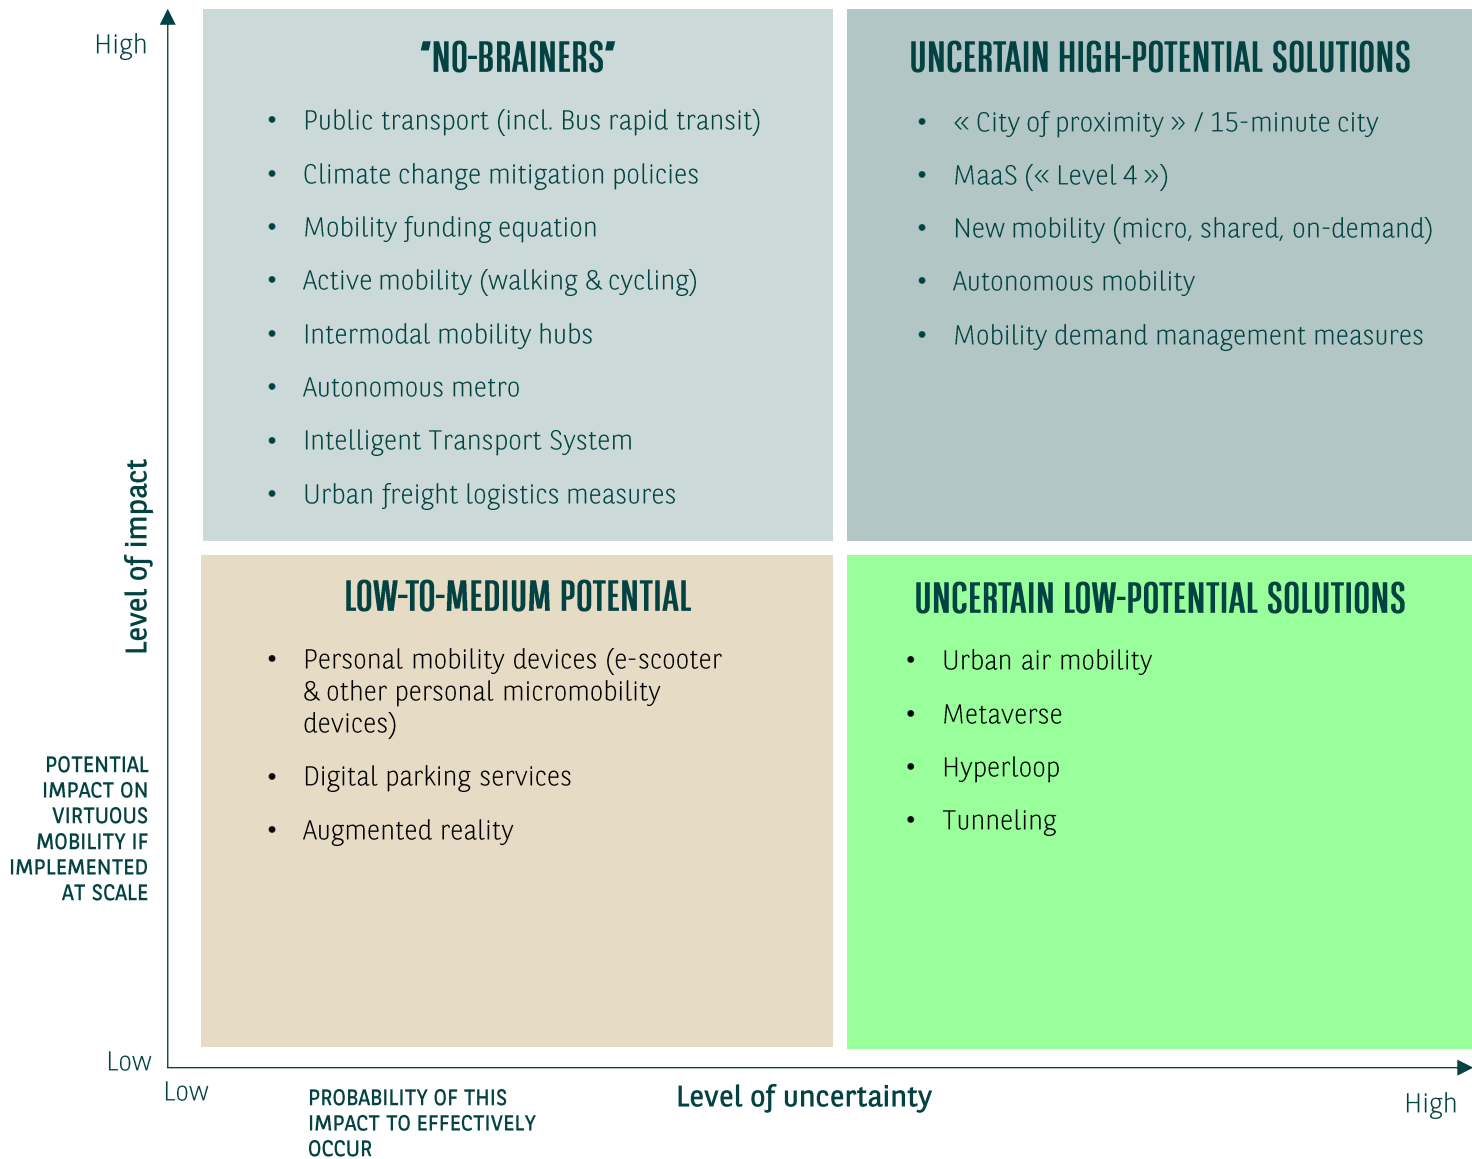 High
"NO-BRAINERS"
• Public transport (incl. Bus rapid transit)
• Climate change mitigation policies
• Mobility funding equation
• Active mobility (walking & cycling)
• Intermodal mobility hubs
• Autonomous metro
• Intelligent Transport System
• Urban freight logistics measures
UNCERTAIN HIGH-POTENTIAL SOLUTIONS
• « City of proximity » / 15-minute city
• MaaS (« Level 4 »)
• New mobility (micro, shared, on-demand)
• Autonomous mobility
• Mobility demand management measures
Level of impact
LOW-TO-MEDIUM POTENTIAL
• Personal mobility devices (e-scooter
& other personal micromobility
devices)
• Digital parking services
• Augmented reality
UNCERTAIN LOW-POTENTIAL SOLUTIONS
• Urban air mobility
• Metaverse
• Hyperloop
• Tunneling
POTENTIAL
IMPACT ON
VIRTUOUS
MOBILITY IF
IMPLEMENTED
AT SCALE
Low
Low
PROBABILITY OF THIS
IMPACT TO EFFECTIVELY
OCCUR
Level of uncertainty
High